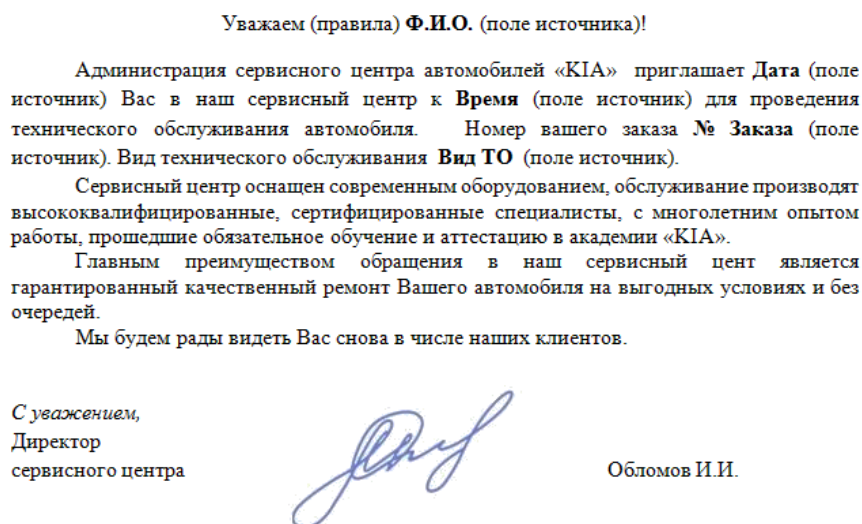 Уважаем (правила) Ф.И.О. (поле источника)!
Администрация сервисного центра автомобилей «KIA» приглашает Дата (поле
источник) Вас в наш сервисный центр к Время (поле источник) для проведения
технического обслуживания автомобиля. Номер вашего заказа № Заказа (поле
источник). Вид технического обслуживания Вид ТО (поле источник).
Сервисный центр оснащен современным оборудованием, обслуживание производят
высококвалифицированные, сертифицированные специалисты, с многолетним опытом
работы, прошедшие обязательное обучение и аттестацию в академии «KIA».
Главным преимуществом обращения в наш сервисный цент является
гарантированный качественный ремонт Вашего автомобиля на выгодных условиях и без
очередей.
Мы будем рады видеть Вас снова в числе наших клиентов.
С уважением,
Директор
сервисного центра Обломов И.И.